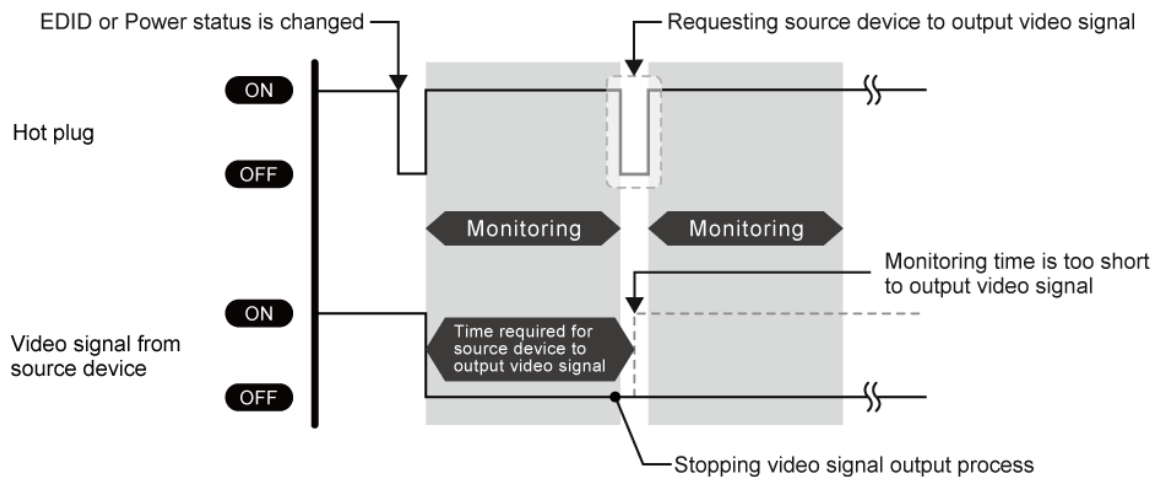 EDID or Power status is changed
Requesting source device to output video signal
ON
Hot plug
OFF
Monitoring
Monitoring
Monitoring time is too short
to output video signal
ON
Video signal from
source device
Time required for
source device to
output video signal
OFF
Stopping video signal output process